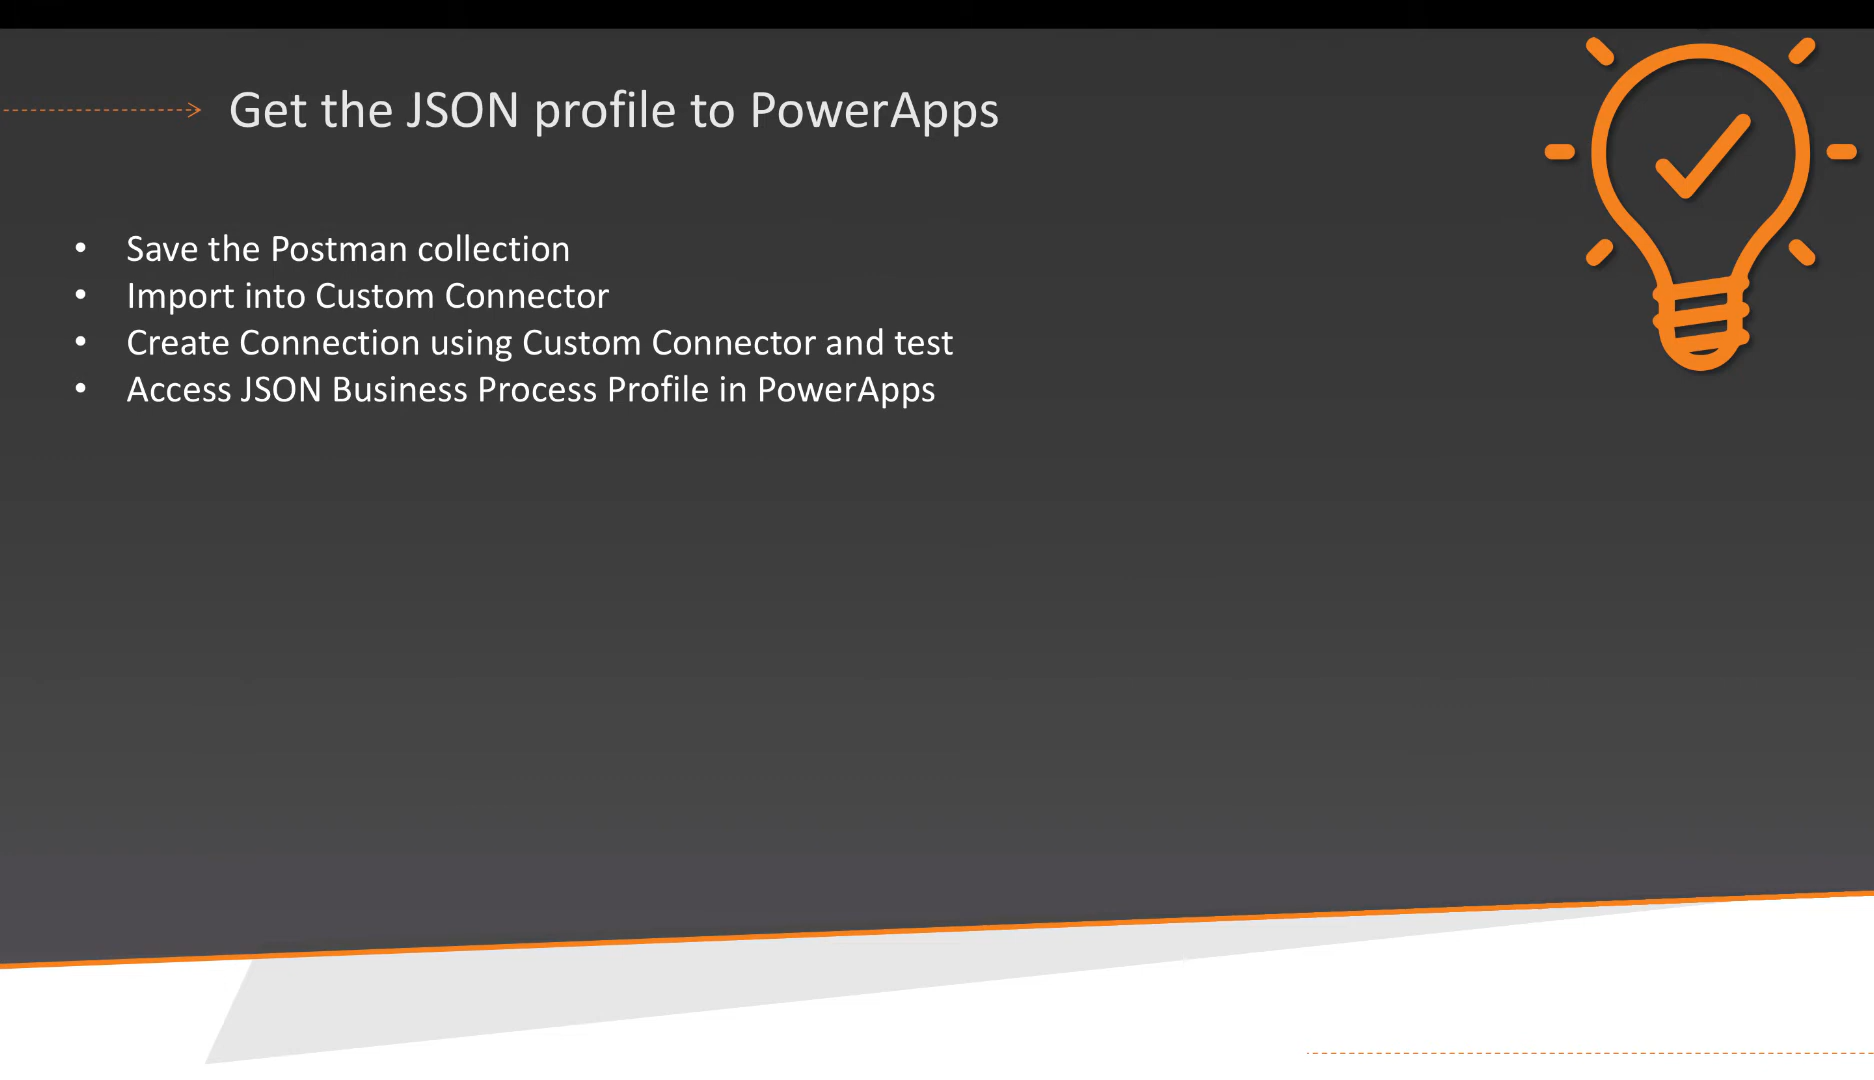 Get the JSON profile to PowerApps
• Save the Postman collection
• Import into Custom Connector
• Create Connection using Custom Connector and test
• Access JSON Business Process Profile in PowerApps